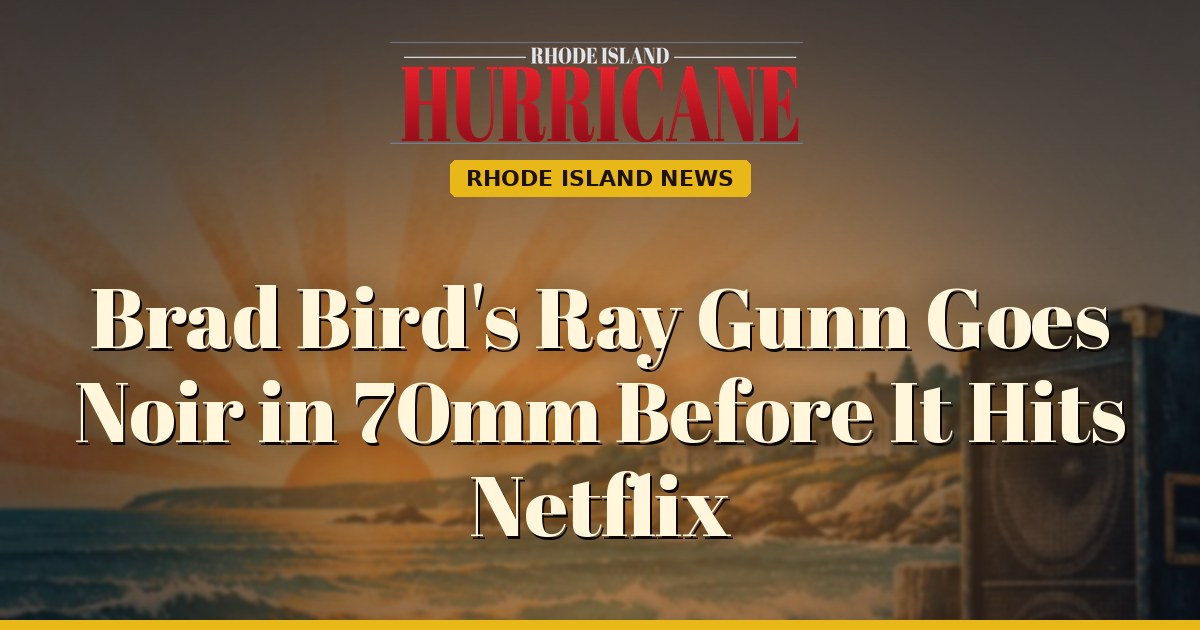 RHODE ISLAND
HURRICANE
RHODE ISLAND NEWS
Brad Bird's Ray Gunn Goes
Noir in 70mm Before It Hits
Netflix